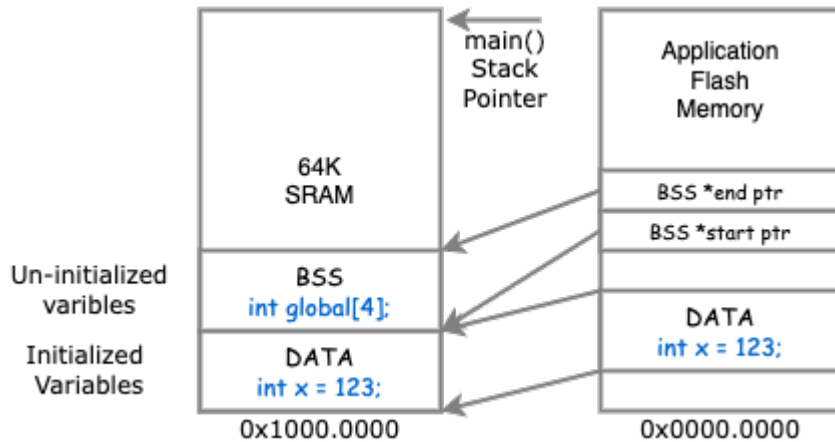 main()
Stack
Pointer
Application
Flash
Memory
64K
SRAM
BSS *end ptr
BSS *start ptr
Un-initialized
varibles
BSS
int global[4];
Initialized
Variables
DATA
int x = 123;
DATA
int x = 123;
0x1000.0000
0x0000.0000